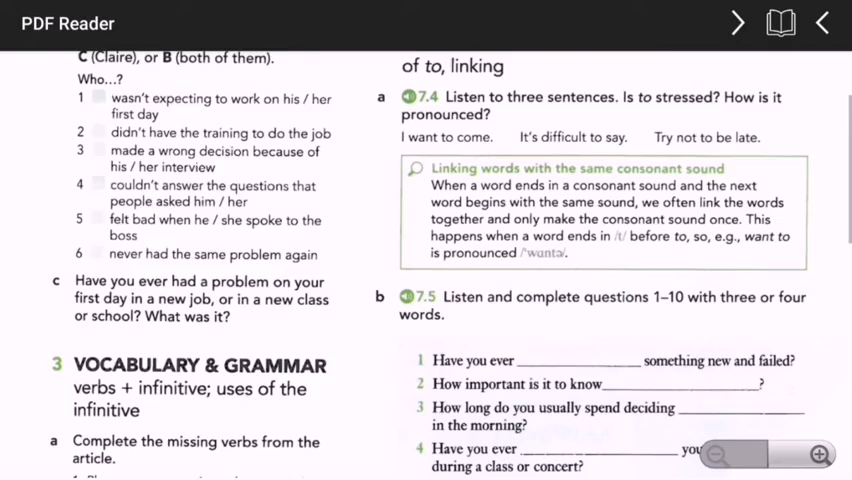 PDF Reader
C (Claire), or B (both of them).
Who...?
1 wasn't expecting to work on his / her
first day
2 didn't have the training to do the job
3 made a wrong decision because of
his / her interview
4 couldn't answer the questions that
people asked him / her
5 felt bad when he / she spoke to the
boss
6 never had the same problem again
c Have you ever had a problem on your
first day in a new job, or in a new class
or school? What was it?
3 VOCABULARY & GRAMMAR
verbs + infinitive; uses of the
infinitive
a Complete the missing verbs from the
article.
of to, linking
a 7.4 Listen to three sentences. Is to stressed? How is it
pronounced?
I want to come. It's difficult to say. Try not to be late.
Linking words with the same consonant sound
When a word ends in a consonant sound and the next
word begins with the same sound, we often link the words
together and only make the consonant sound once. This
happens when a word ends in /t/ before to, so, e.g., want to
is pronounced /ˈwɑntə/.
b 7.5 Listen and complete questions 1–10 with three or four
words.
1 Have you ever ____________ something new and failed?
2 How important is it to know____________?
3 How long do you usually spend deciding ____________
in the morning?
4 Have you ever ____________
during a class or concert?